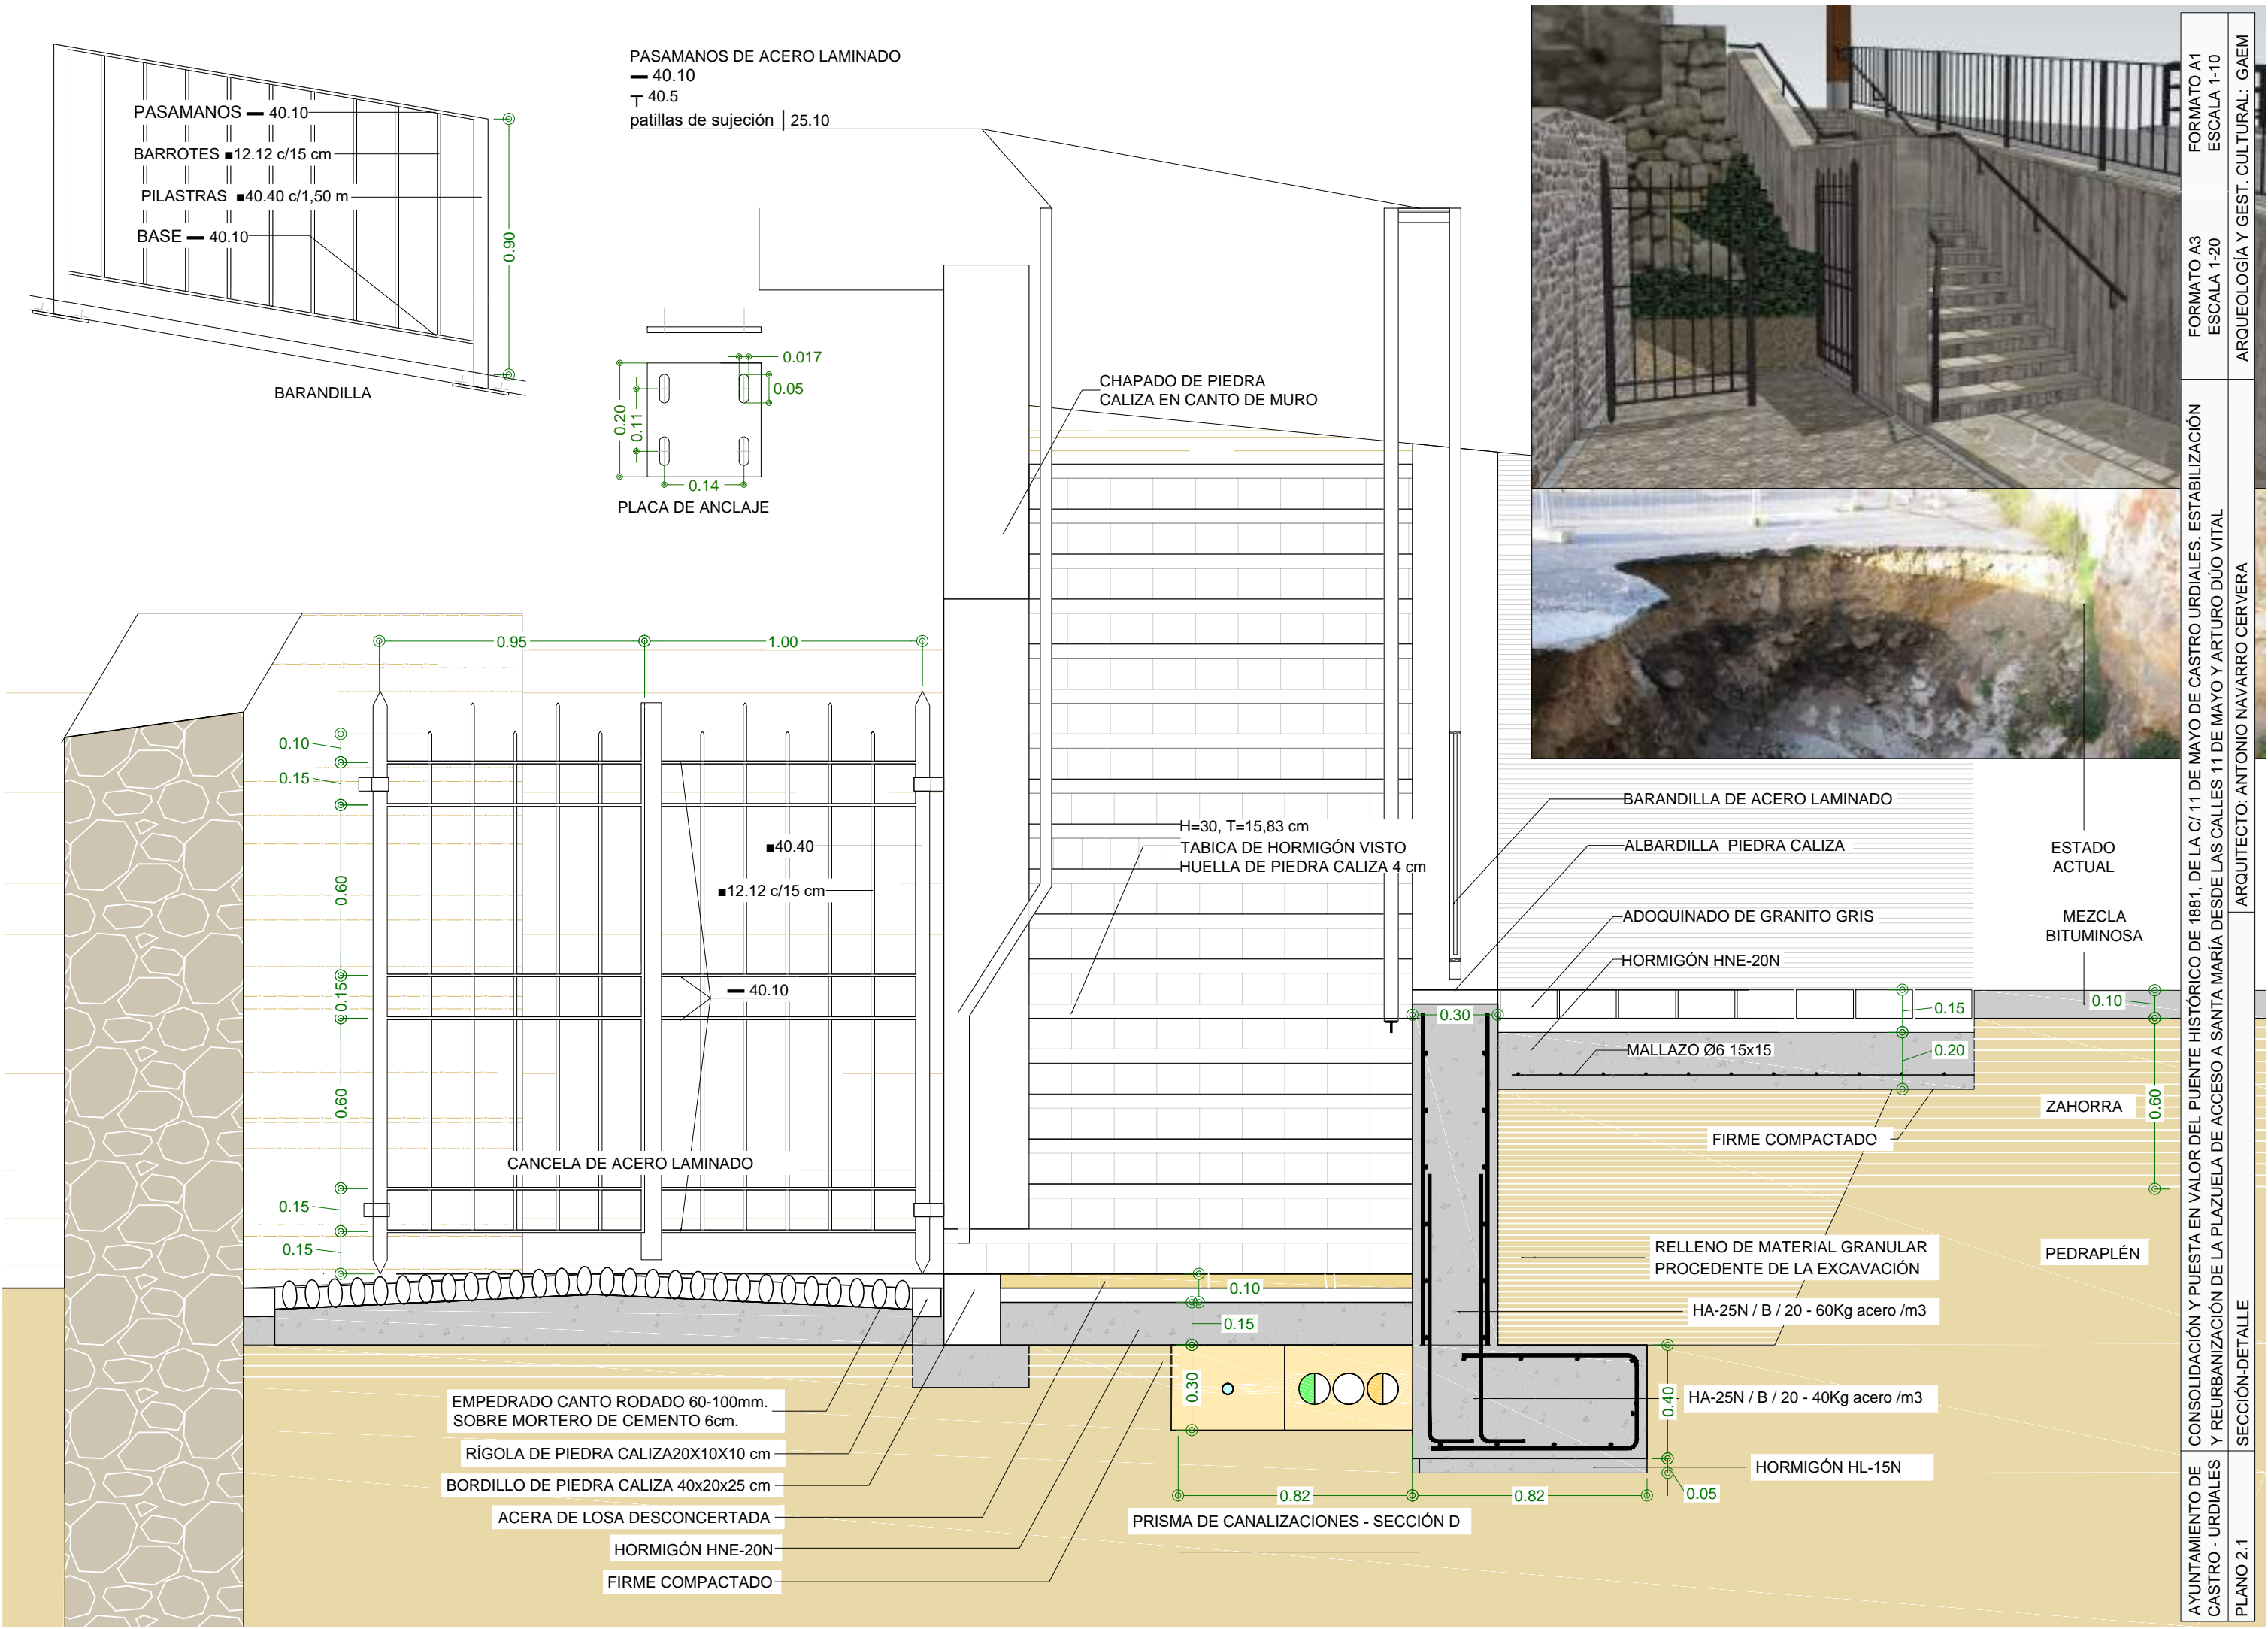 PASAMANOS 40.10
BARROTES ■12.12 c/15 cm
PILASTRAS ■40.40 c/1,50 m
BASE 40.10
0.90
BARANDILLA
PASAMANOS DE ACERO LAMINADO
40.10
40.5
patillas de sujeción | 25.10
0.017
0.05
0.20
0.11
0.14
PLACA DE ANCLAJE
CHAPADO DE PIEDRA
CALIZA EN CANTO DE MURO
0.95
1.00
0.10
0.15
0.60
0.15
0.60
0.15
0.15
■40.40
■12.12 c/15 cm
40.10
CANCELA DE ACERO LAMINADO
H=30, T=15,83 cm
TABICA DE HORMIGÓN VISTO
HUELLA DE PIEDRA CALIZA 4 cm
BARANDILLA DE ACERO LAMINADO
ALBARDILLA PIEDRA CALIZA
ADOQUINADO DE GRANITO GRIS
HORMIGÓN HNE-20N
MALLAZO Ø6 15x15
FIRME COMPACTADO
RELLENO DE MATERIAL GRANULAR
PROCEDENTE DE LA EXCAVACIÓN
HA-25N / B / 20 - 60Kg acero /m3
HA-25N / B / 20 - 40Kg acero /m3
HORMIGÓN HL-15N
ESTADO
ACTUAL
MEZCLA
BITUMINOSA
ZAHORRA
PEDRAPLÉN
0.30
0.15
0.20
0.10
0.60
0.10
0.15
0.30
0.40
0.05
0.82
0.82
PRISMA DE CANALIZACIONES - SECCIÓN D
EMPEDRADO CANTO RODADO 60-100mm.
SOBRE MORTERO DE CEMENTO 6cm.
RÍGOLA DE PIEDRA CALIZA20X10X10 cm
BORDILLO DE PIEDRA CALIZA 40x20x25 cm
ACERA DE LOSA DESCONCERTADA
HORMIGÓN HNE-20N
FIRME COMPACTADO
AYUNTAMIENTO DE
CASTRO - URDIALES
PLANO 2.1
CONSOLIDACIÓN Y PUESTA EN VALOR DEL PUENTE HISTÓRICO DE 1881, DE LA C/ 11 DE MAYO DE CASTRO URDIALES. ESTABILIZACIÓN
Y REURBANIZACIÓN DE LA PLAZUELA DE ACCESO A SANTA MARÍA DESDE LAS CALLES 11 DE MAYO Y ARTURO DÚO VITAL
SECCIÓN-DETALLE
ARQUITECTO: ANTONIO NAVARRO CERVERA
FORMATO A3
ESCALA 1-20
FORMATO A1
ESCALA 1-10
ARQUEOLOGÍA Y GEST. CULTURAL: GAEM